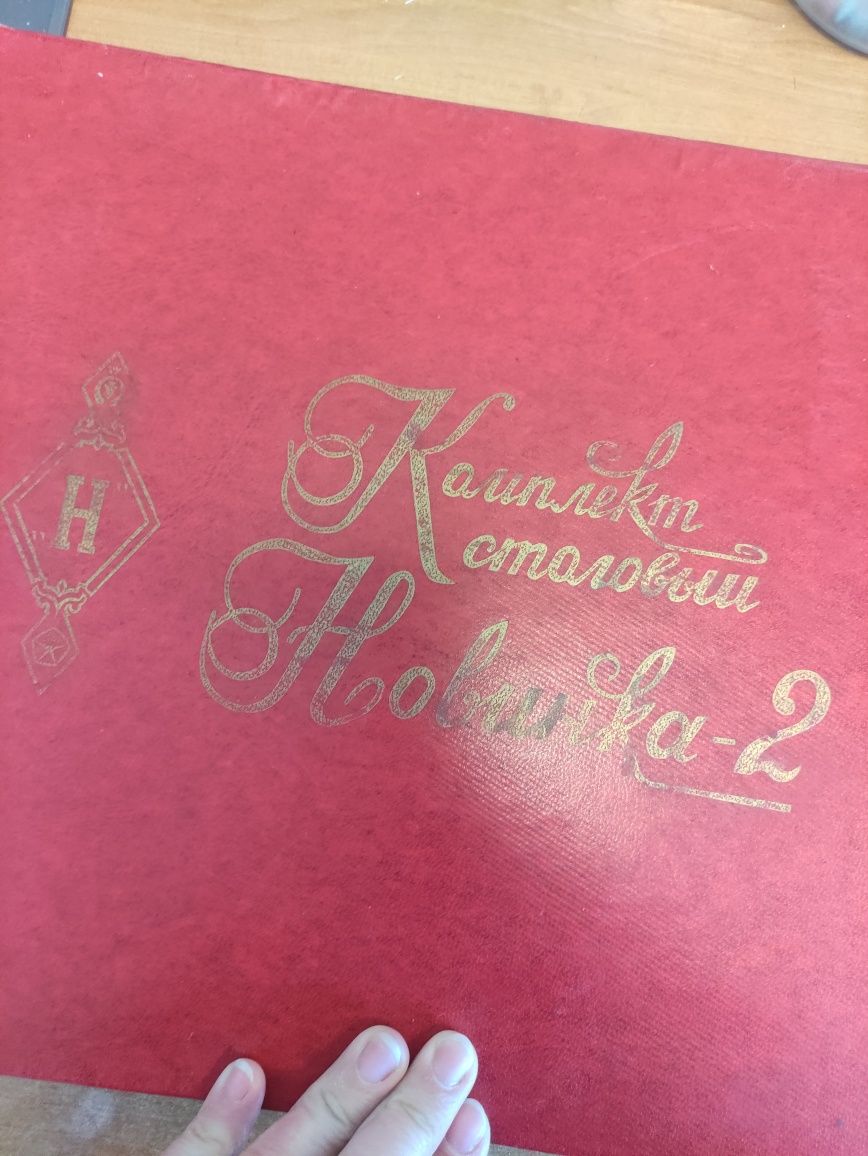 "Н"
Комплект
столовый
Новинка-2